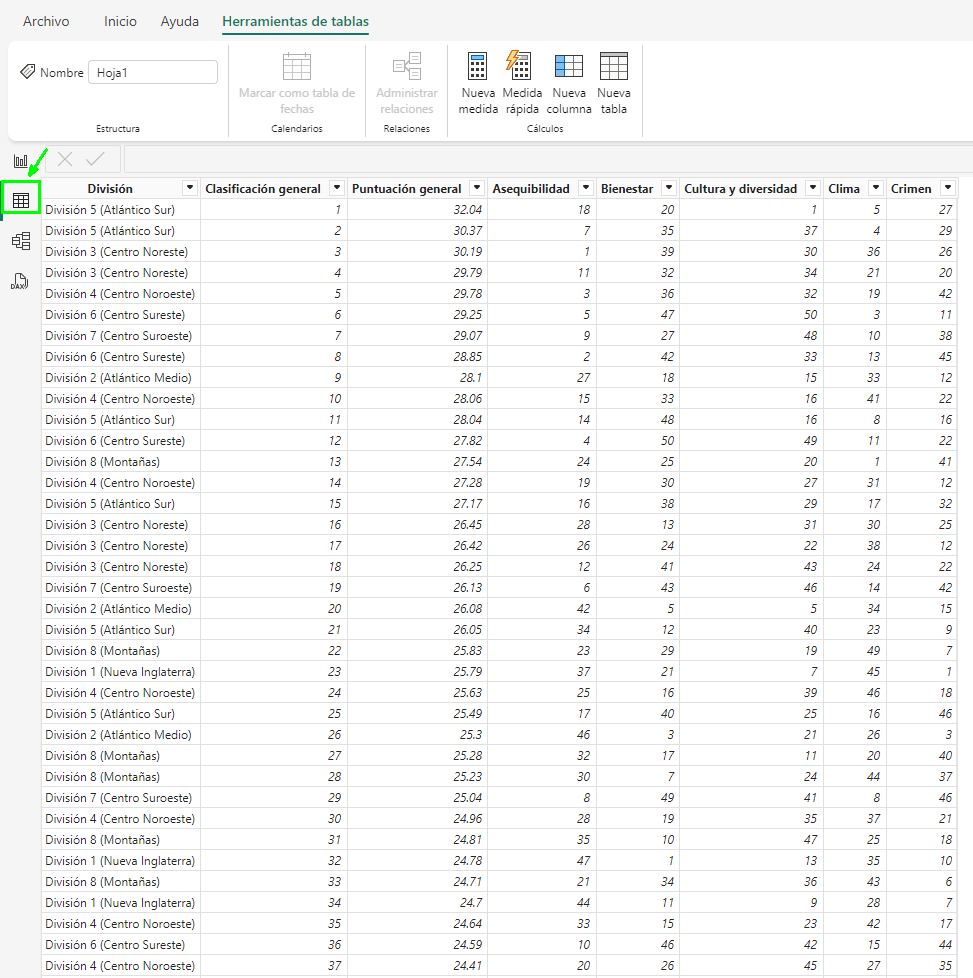 Archivo Inicio Ayuda Herramientas de tablas
Nombre Hoja1
Marcar como tabla de fechas
Administrar relaciones
Nueva medida
Medida rápida
Nueva columna
Nueva tabla
Estructura Calendarios Relaciones Cálculos
División Clasificación general Puntuación general Asequibilidad Bienestar Cultura y diversidad Clima Crimen
División 5 (Atlántico Sur) 1 32.04 18 20 1 5 27
División 5 (Atlántico Sur) 2 30.37 7 35 37 4 29
División 3 (Centro Noreste) 3 30.19 1 39 30 36 26
División 3 (Centro Noreste) 4 29.79 11 32 34 21 20
División 4 (Centro Noroeste) 5 29.78 3 36 32 19 42
División 6 (Centro Sureste) 6 29.25 5 47 50 3 11
División 7 (Centro Suroeste) 7 29.07 9 27 48 10 38
División 6 (Centro Sureste) 8 28.85 2 42 33 13 45
División 2 (Atlántico Medio) 9 28.1 27 18 15 33 12
División 4 (Centro Noroeste) 10 28.06 15 33 16 41 22
División 5 (Atlántico Sur) 11 28.04 14 48 16 8 16
División 6 (Centro Sureste) 12 27.82 4 50 49 11 22
División 8 (Montañas) 13 27.54 24 25 20 1 41
División 4 (Centro Noroeste) 14 27.28 19 30 27 31 12
División 5 (Atlántico Sur) 15 27.17 16 38 29 17 32
División 3 (Centro Noreste) 16 26.45 28 13 31 30 25
División 3 (Centro Noreste) 17 26.42 26 24 22 38 12
División 3 (Centro Noreste) 18 26.25 12 41 43 24 22
División 7 (Centro Suroeste) 19 26.13 6 43 46 14 42
División 2 (Atlántico Medio) 20 26.08 42 5 5 34 15
División 5 (Atlántico Sur) 21 26.05 34 12 40 23 9
División 8 (Montañas) 22 25.83 23 29 19 49 7
División 1 (Nueva Inglaterra) 23 25.79 37 21 7 45 1
División 4 (Centro Noroeste) 24 25.63 25 16 39 46 18
División 5 (Atlántico Sur) 25 25.49 17 40 25 16 46
División 2 (Atlántico Medio) 26 25.3 46 3 21 26 3
División 8 (Montañas) 27 25.28 32 17 11 20 40
División 8 (Montañas) 28 25.23 30 7 24 44 37
División 7 (Centro Suroeste) 29 25.04 8 49 41 8 46
División 4 (Centro Noroeste) 30 24.96 28 19 35 37 21
División 8 (Montañas) 31 24.81 35 10 47 25 18
División 1 (Nueva Inglaterra) 32 24.78 47 1 13 35 10
División 8 (Montañas) 33 24.71 21 34 36 43 6
División 1 (Nueva Inglaterra) 34 24.7 44 11 9 28 7
División 4 (Centro Noroeste) 35 24.64 33 15 23 42 17
División 6 (Centro Sureste) 36 24.59 10 46 42 15 44
División 4 (Centro Noroeste) 37 24.41 20 26 45 27 35
DAX